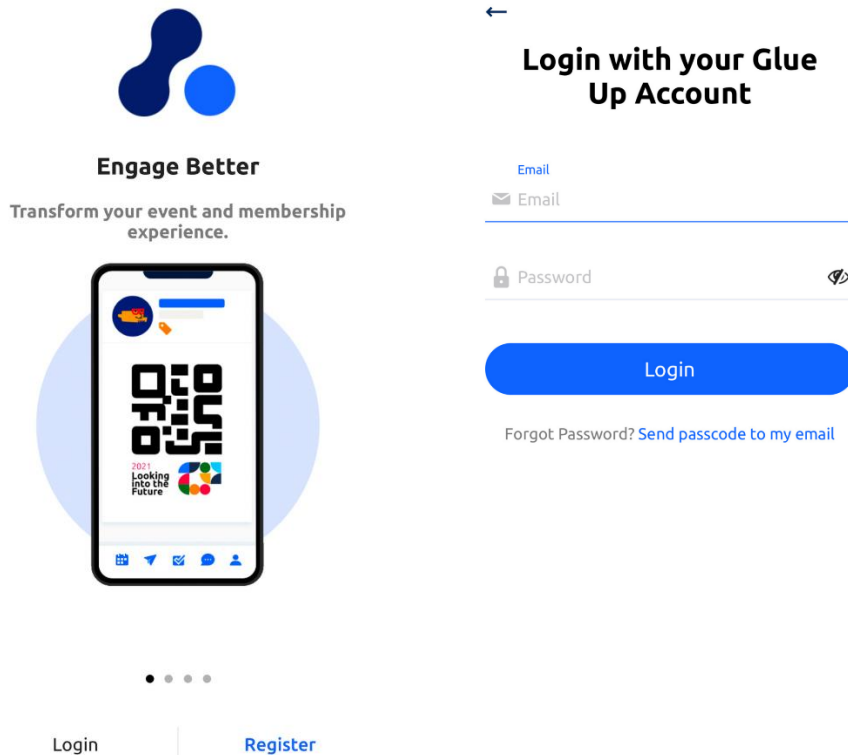 Engage Better
Transform your event and membership
experience.
2021
Looking
into the
Future
Login
Register
Login with your Glue
Up Account
Email
Email
Password
Login
Forgot Password? Send passcode to my email